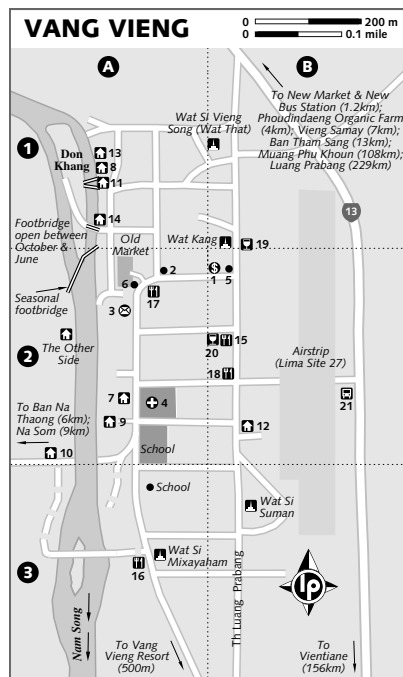 VANG VIENG
0 200 m
0 0.1 mile
A
B
To New Market & New
Bus Station (1.2km);
Phoudindaeng Organic Farm
(4km); Vieng Samay (7km);
Ban Tham Sang (13km);
Muang Phu Khoun (108km);
Luang Prabang (229km)
Wat Si Vieng
Song (Wat That)
1
Don
Khang
13
8
11
14
13
Footbridge
open between
October &
June
Old
Market
Wat Kang
19
2
1
5
Seasonal
footbridge
6
17
3
2
The Other
Side
20
15
Airstrip
(Lima Site 27)
18
21
7
4
To Ban Na
Thaong (6km);
Na Som (9km)
9
12
School
10
School
Wat Si
Suman
3
Wat Si
Mixayaham
16
Th Luang Prabang
lp
Nam Song
To Vang
Vieng Resort
(500m)
To
Vientiane
(156km)